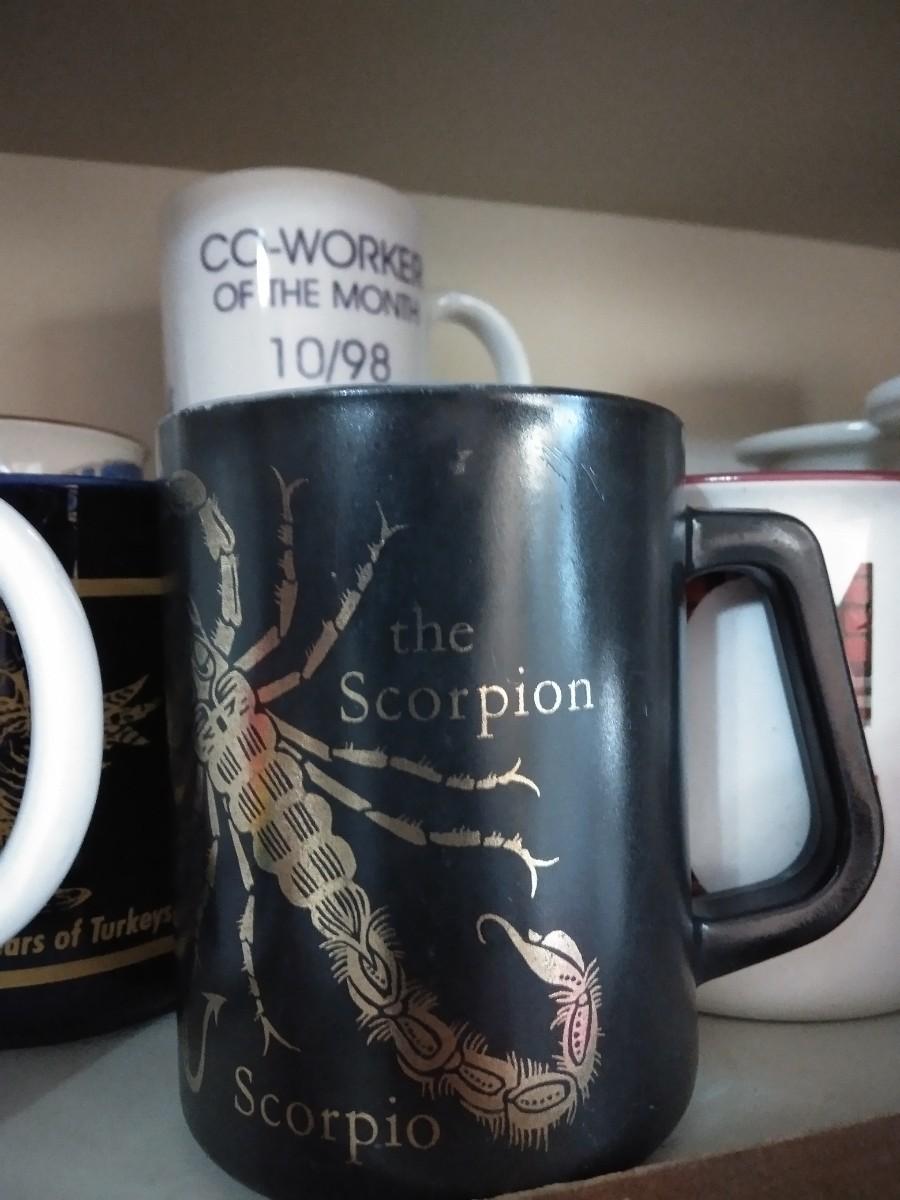 CO-WORKER
OF THE MONTH
10/98
the
Scorpion
Scorpio
of Turkeys
M